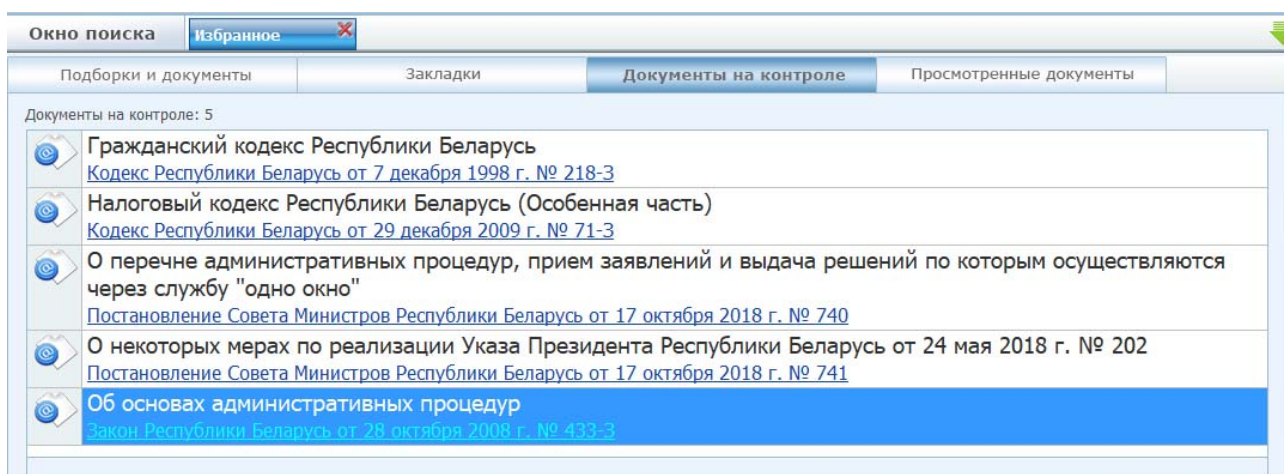 Окно поиска Избранное
Подборки и документы Закладки Документы на контроле Просмотренные документы
Документы на контроле: 5
Гражданский кодекс Республики Беларусь
Кодекс Республики Беларусь от 7 декабря 1998 г. № 218-З
Налоговый кодекс Республики Беларусь (Особенная часть)
Кодекс Республики Беларусь от 29 декабря 2009 г. № 71-З
О перечне административных процедур, прием заявлений и выдача решений по которым осуществляются
через службу "одно окно"
Постановление Совета Министров Республики Беларусь от 17 октября 2018 г. № 740
О некоторых мерах по реализации Указа Президента Республики Беларусь от 24 мая 2018 г. № 202
Постановление Совета Министров Республики Беларусь от 17 октября 2018 г. № 741
Об основах административных процедур
Закон Республики Беларусь от 28 октября 2008 г. № 433-З